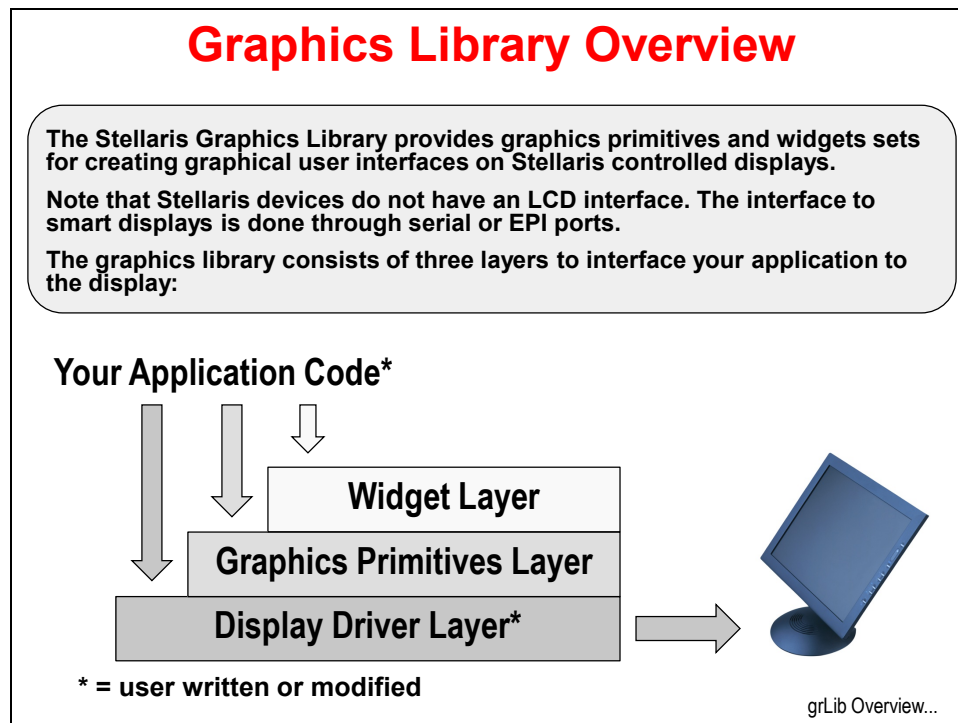 Graphics Library Overview
The Stellaris Graphics Library provides graphics primitives and widgets sets
for creating graphical user interfaces on Stellaris controlled displays.
Note that Stellaris devices do not have an LCD interface. The interface to
smart displays is done through serial or EPI ports.
The graphics library consists of three layers to interface your application to
the display:
Your Application Code*
Widget Layer
Graphics Primitives Layer
Display Driver Layer*
* = user written or modified
grLib Overview...